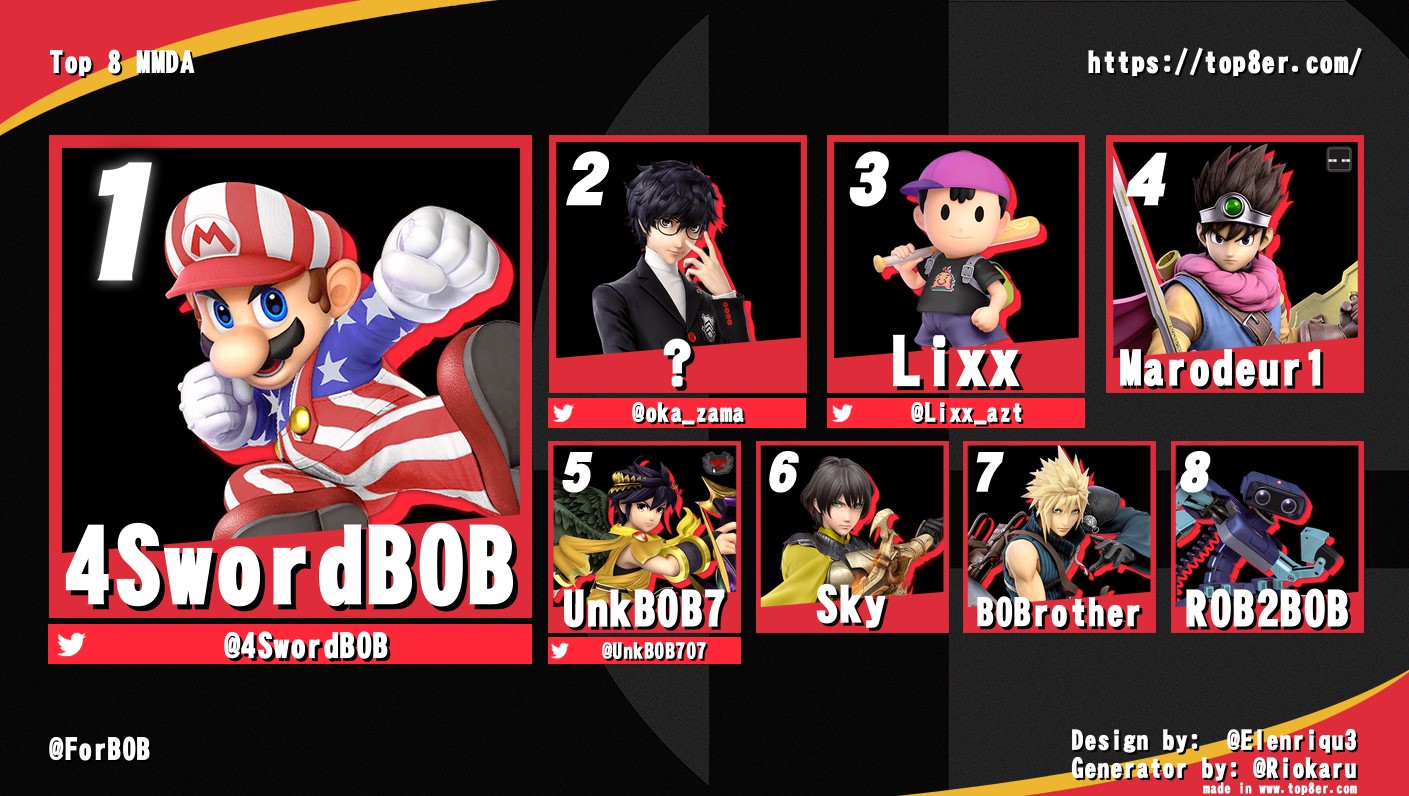 Top 8 MMDA
https://top8er.com/
1
4SwordBOB
@4SwordBOB
2
?
@oka_zama
3
Lixx
@Lixx_azt
4
Marodeur1
5
UnkBOB7
@UnkBOB707
6
Sky
7
BOBrother
8
ROB2BOB
@ForBOB
Design by: @Elenriqu3
Generator by: @Riokaru
made in www.top8er.com